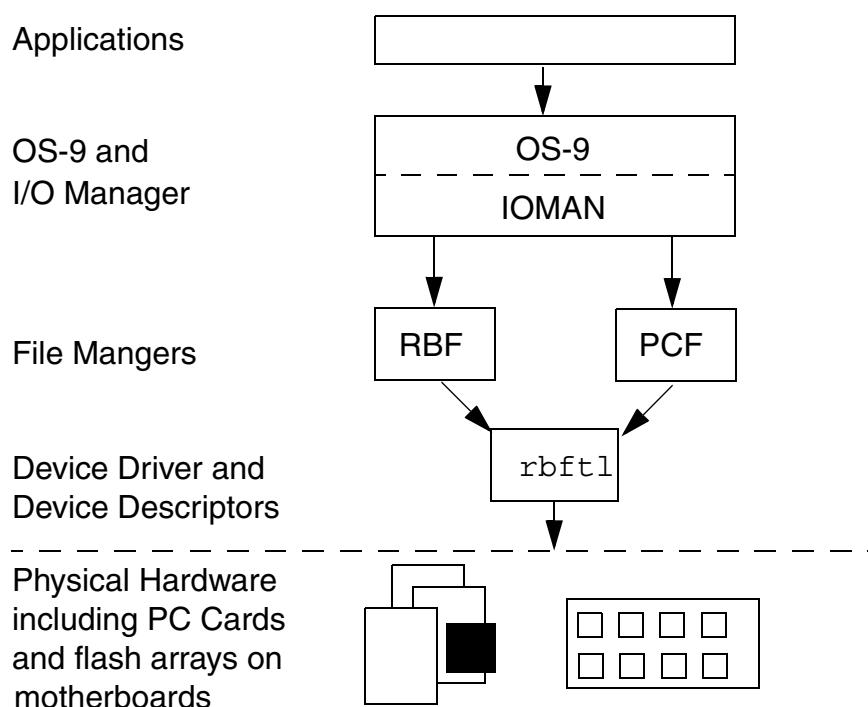 Applications
OS-9 and
I/O Manager
OS-9
IOMAN
File Mangers
RBF
PCF
Device Driver and
Device Descriptors
rbftl
Physical Hardware
including PC Cards
and flash arrays on
motherboards